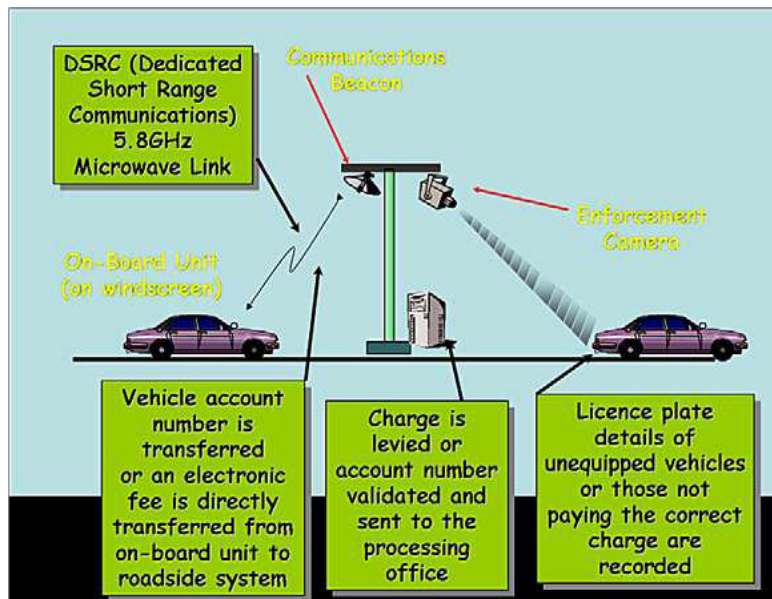 DSRC (Dedicated
Short Range
Communications)
5.8GHz
Microwave Link
Communications
Beacon
Enforcement
Camera
On-Board Unit
(on windscreen)
Vehicle account
number is
transferred
or an electronic
fee is directly
transferred from
on-board unit to
roadside system
Charge is
levied or
account number
validated and
sent to the
processing
office
Licence plate
details of
unequipped vehicles
or those not
paying the correct
charge are
recorded